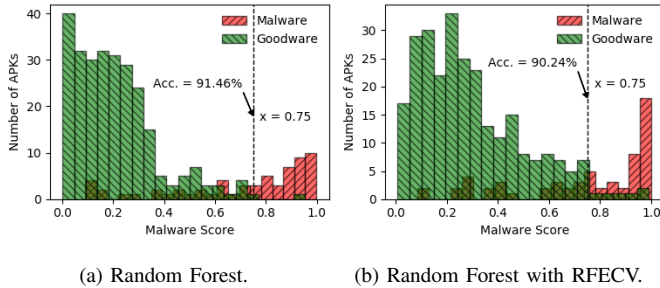 Number of APKs
40
30
20
10
0
Malware
Goodware
Acc. = 91.46%
x = 0.75
0.0 0.2 0.4 0.6 0.8 1.0
Malware Score
(a) Random Forest.
Number of APKs
30
25
20
15
10
5
0
Malware
Goodware
Acc. = 90.24%
x = 0.75
0.0 0.2 0.4 0.6 0.8 1.0
Malware Score
(b) Random Forest with RFECV.